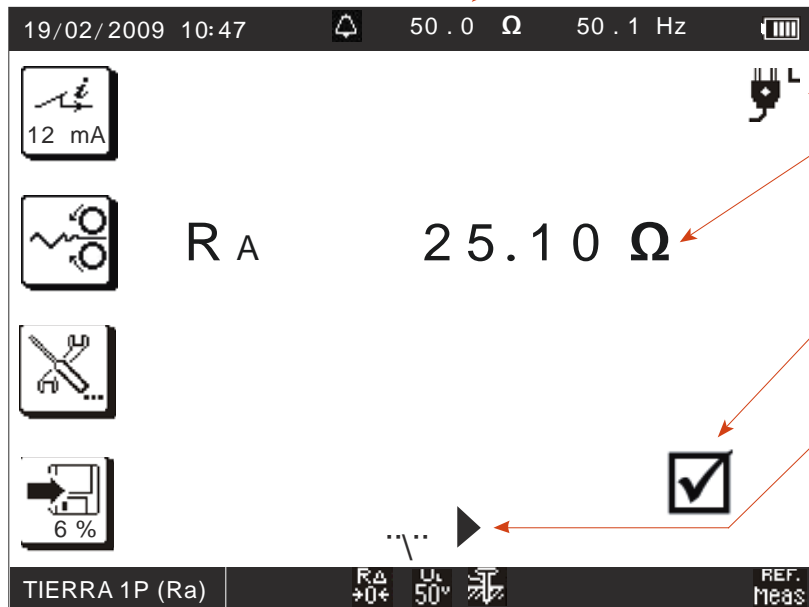 19/02/2009 10:47 50.0 Ω 50.1 Hz
L
i
12 mA
RA 25.10 Ω
...
6 %
..\..
TIERRA 1P (Ra) RΔ →0← UL 50V REF. Meas